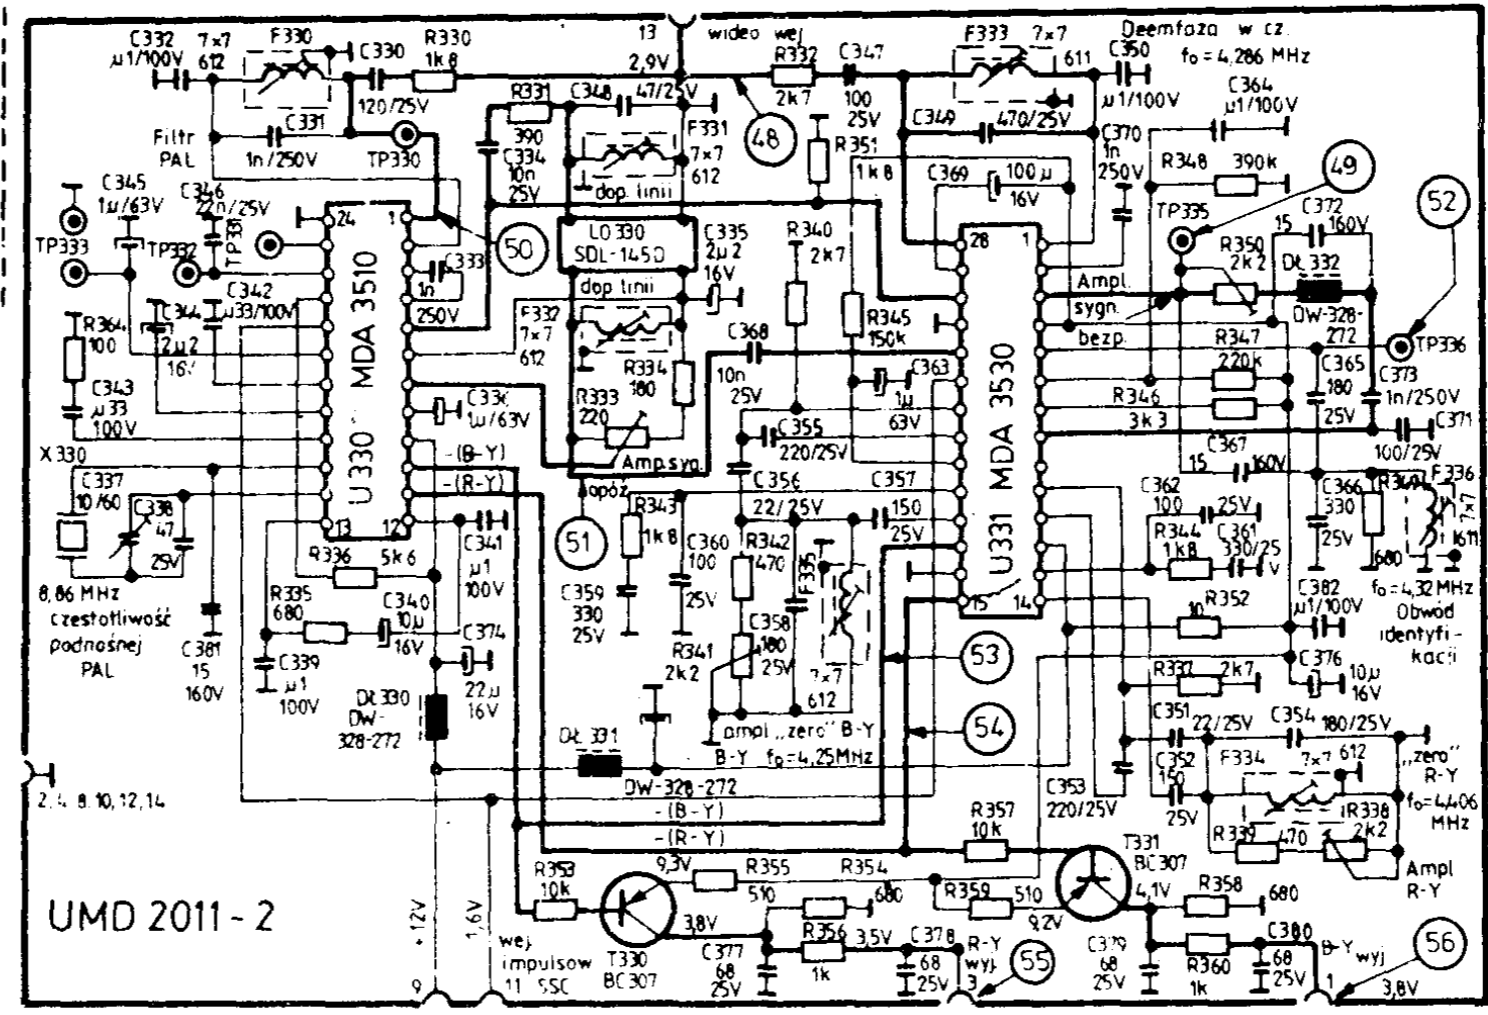 C332
µ1/100V
7x7
612
F330
C330
120/25V
R330
1k8
13
2,9V
wideo wej
R332
2k7
C347
100
25V
F333
7x7
611
Deemfaza w cz.
C350
µ1/100V
fo=4,286 MHz
C364
µ1/100V
Filtr
PAL
C331
1n/250V
TP330
R331
390
C334
10n
25V
C348
47/25V
F331
7x7
612
dop. linii
48
R351
1k8
C349
470/25V
C369
100µ
16V
C370
1n
250V
R348
390k
49
C345
1µ/63V
C346
22n/25V
TP333
TP332
TP331
24
1
50
C333
1n
250V
LO330
SDL-145D
C335
2µ2
16V
R340
2k7
28
1
TP335
15
C372
160V
R350
2k2
DŁ332
DW-328-
272
52
Ampl.
sygn.
bezp.
R364
100
C344
2µ2
16V
C342
µ33/100V
MDA 3510
U330
dop linii
F332
7x7
612
R334
180
R333
220
C368
10n
25V
R345
150k
C363
1µ
63V
MDA 3530
U331
R347
220k
R346
3k3
C365
180
25V
TP336
C373
1n/250V
C371
100/25V
C343
µ33
100V
X330
C337
10/60
C338
47
25V
C336
1µ/63V
-(B-Y)
-(R-Y)
Amp.syg.
opóź
C355
220/25V
C356
22/25V
C357
150
25V
C367
15
160V
C362
100
25V
C366
330
25V
F336
7x7
611
680
13
12
R336
5k6
C341
µ1
100V
51
R343
1k8
C360
100
25V
R342
470
F335
R344
1k8
C361
330/25
V
8,86 MHz
częstotliwość
podnośnej
PAL
C381
15
160V
R335
680
C340
10µ
16V
C339
µ1
100V
C374
22µ
16V
C359
330
25V
R341
2k2
C358
180
25V
7x7
612
15
14
53
54
R352
10
C382
µ1/100V
fo=4,32MHz
Obwód
identyfi-
kacji
R337
2k7
C376
10µ
16V
DŁ330
DW-
328-272
DŁ331
DW-328-272
ampl „zero” B-Y
B-Y fo=4,25MHz
C351
22/25V
C354
180/25V
C352
150
25V
C353
220/25V
F334
7x7
612
„zero”
R-Y
fo=4,406
MHz
R338
2k2
R339
470
Ampl
R-Y
2, 4, 8, 10, 12, 14
-(B-Y)
-(R-Y)
R357
10k
T331
BC307
4,1V
R353
10k
9,3V
R355
510
R354
680
R359
510
9,2V
R358
680
UMD 2011-2
+12V
1,6V
9
wej
impulsow
11 SSC
T330
BC307
3,8V
C377
68
25V
R356
1k
3,5V
C378
68
25V
R-Y
wyj
3
55
C379
68
25V
R360
1k
C380
68
25V
B-Y wyj
1
3,8V
56